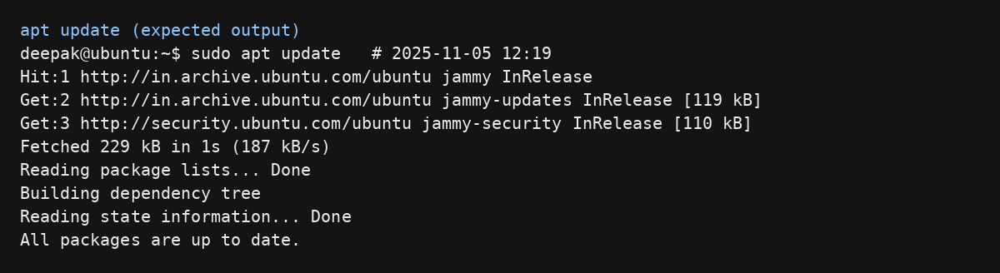 apt update (expected output)
deepak@ubuntu:~$ sudo apt update   # 2025-11-05 12:19
Hit:1 http://in.archive.ubuntu.com/ubuntu jammy InRelease
Get:2 http://in.archive.ubuntu.com/ubuntu jammy-updates InRelease [119 kB]
Get:3 http://security.ubuntu.com/ubuntu jammy-security InRelease [110 kB]
Fetched 229 kB in 1s (187 kB/s)
Reading package lists... Done
Building dependency tree
Reading state information... Done
All packages are up to date.